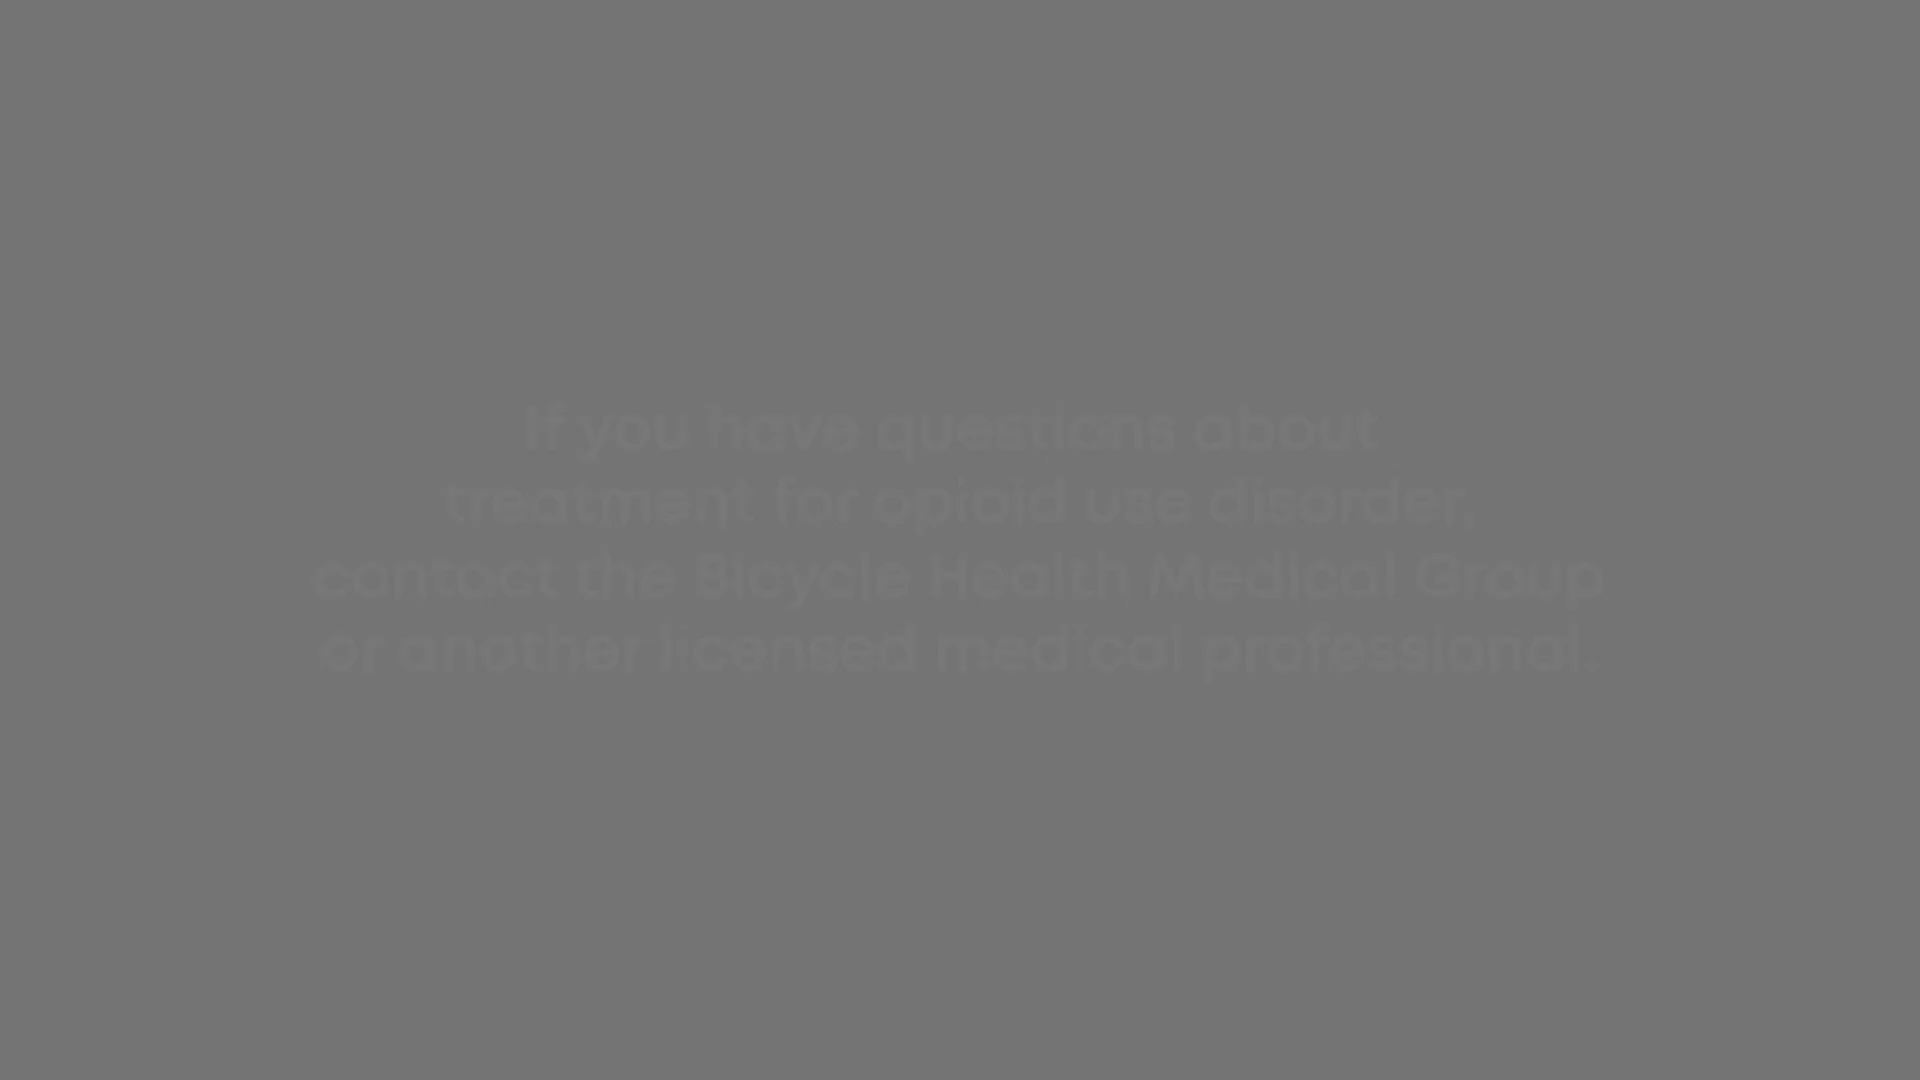 If you have questions about
treatment for opioid use disorder,
contact the Bicycle Health Medical Group
or another licensed medical professional.